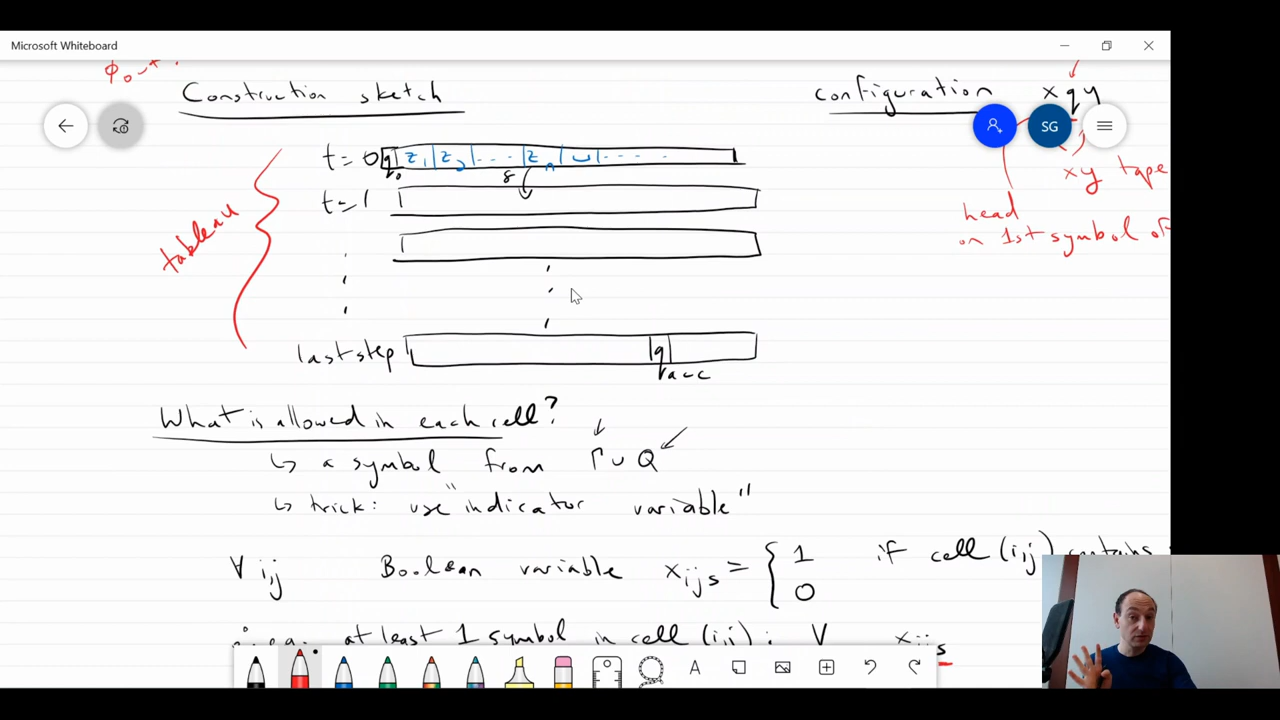 Microsoft Whiteboard
Construction sketch
configuration x q y
SG
t = 0 q0 z1 z2 ... zn ⊔ ....
δ
t = 1
xy tape
head
on 1st symbol of
tableau
last step qacc
What is allowed in each cell?
↳ a symbol from Γ ∪ Q
↳ trick: use "indicator variable"
∀ i,j Boolean variable xijs = { 1 if cell (i,j) contains
0
at least 1 symbol in cell (i,j): ∨ xijs
A